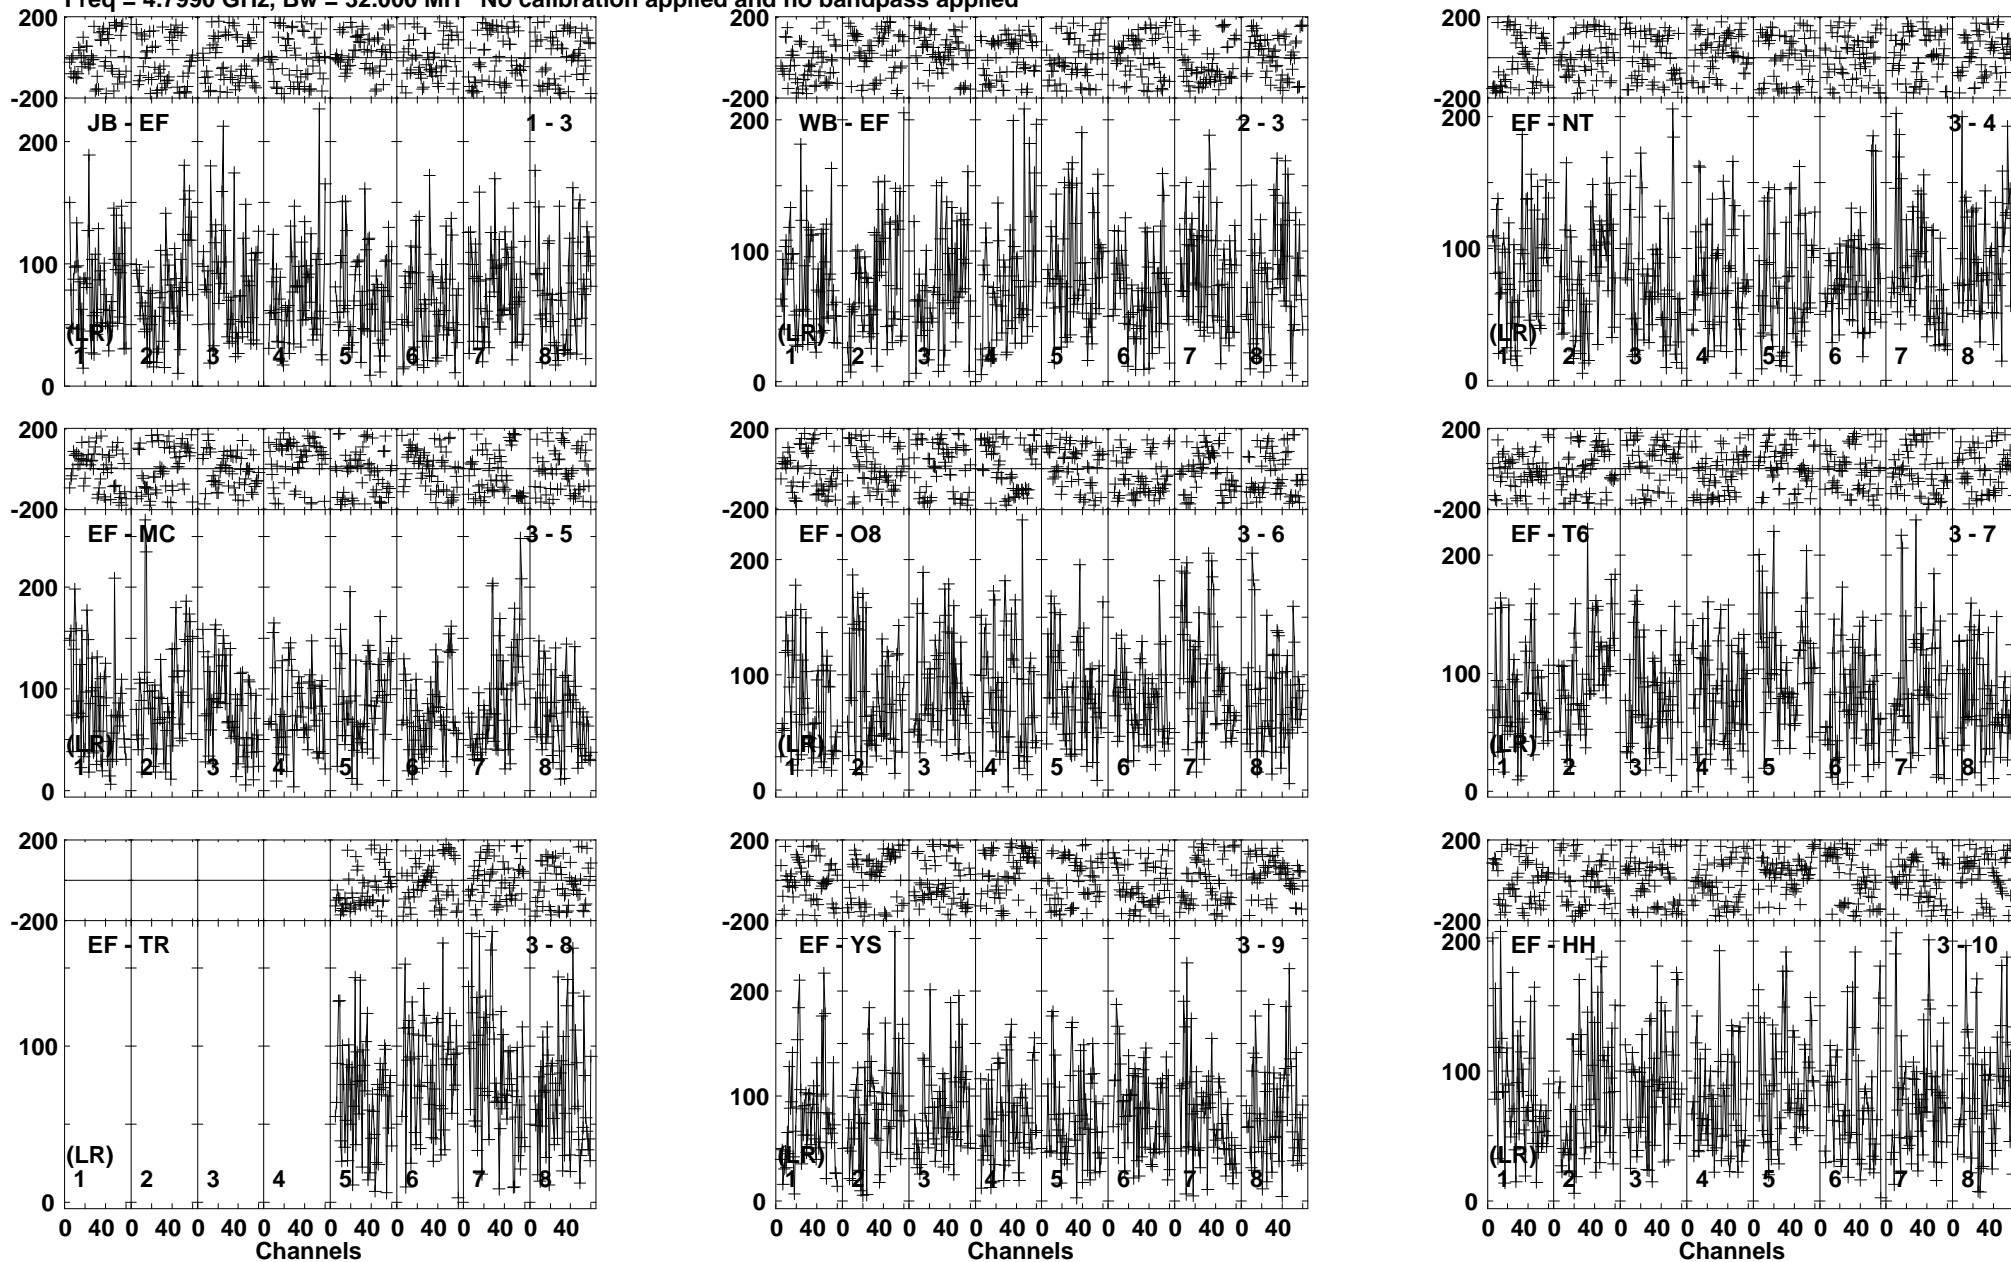 Freq = 4.7990 GHz, Bw = 32.000 MH No calibration applied and no bandpass applied
200 200 200
-200 -200 -200
JB - EF 1 - 3 WB - EF 2 - 3 EF - NT 3 - 4
200 200 200
100 100 100
(LR) (LR) (LR)
1 2 3 4 5 6 7 8 1 2 3 4 5 6 7 8 1 2 3 4 5 6 7 8
0 0 0
200 200 200
-200 -200 -200
EF - MC 3 - 5 EF - O8 3 - 6 EF - T6 3 - 7
200 200 200
100 100 100
(LR) (LR) (LR)
1 2 3 4 5 6 7 8 1 2 3 4 5 6 7 8 1 2 3 4 5 6 7 8
0 0 0
200 200 200
-200 -200 -200
EF - TR 3 - 8 EF - YS 3 - 9 EF - HH 3 - 10
200 200
100 100 100
(LR) (LR) (LR)
1 2 3 4 5 6 7 8 1 2 3 4 5 6 7 8 1 2 3 4 5 6 7 8
0 0 0
0 40 0 40 0 40 0 40 0 40 0 40 0 40 0 40 0 40 0 40 0 40 0 40 0 40 0 40 0 40 0 40 0 40 0 40 0 40 0 40 0 40 0 40 0 40 0 40
Channels Channels Channels